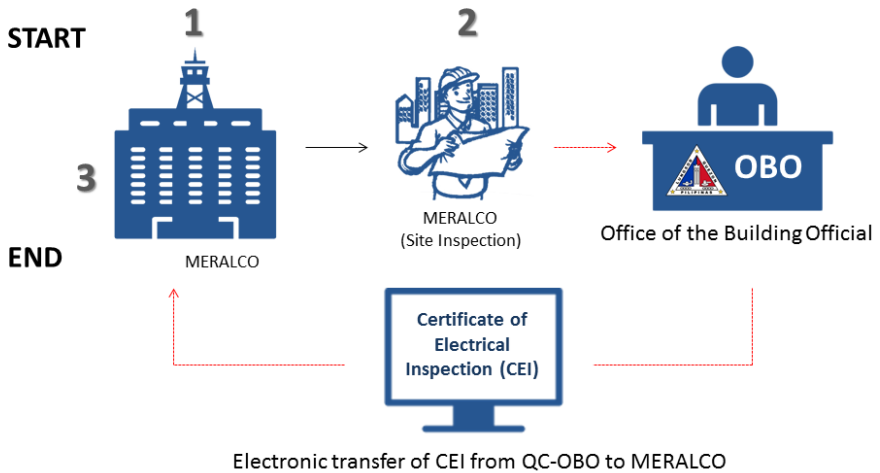 START
1
2
3
END
MERALCO
MERALCO
(Site Inspection)
OBO
PILIPINAS
Office of the Building Official
Certificate of
Electrical
Inspection (CEI)
Electronic transfer of CEI from QC-OBO to MERALCO